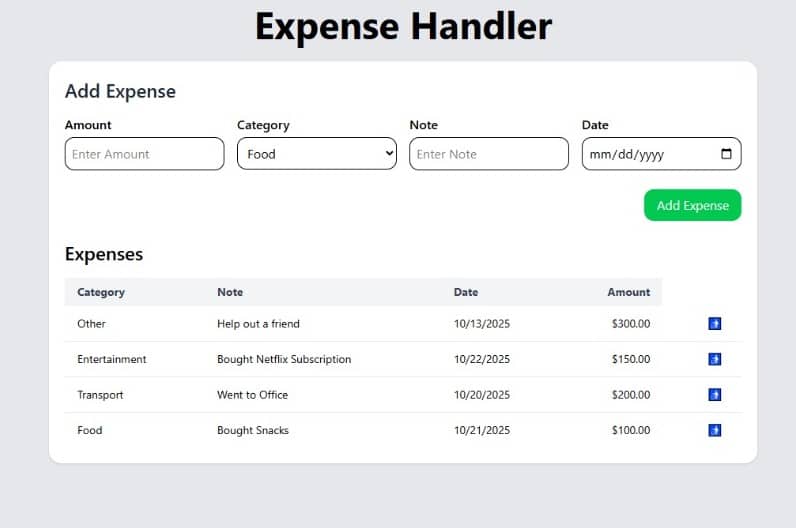 Expense Handler
Add Expense
Amount Category Note Date
Enter Amount Food Enter Note mm/dd/yyyy
Add Expense
Expenses
Category Note Date Amount
Other Help out a friend 10/13/2025 $300.00
Entertainment Bought Netflix Subscription 10/22/2025 $150.00
Transport Went to Office 10/20/2025 $200.00
Food Bought Snacks 10/21/2025 $100.00